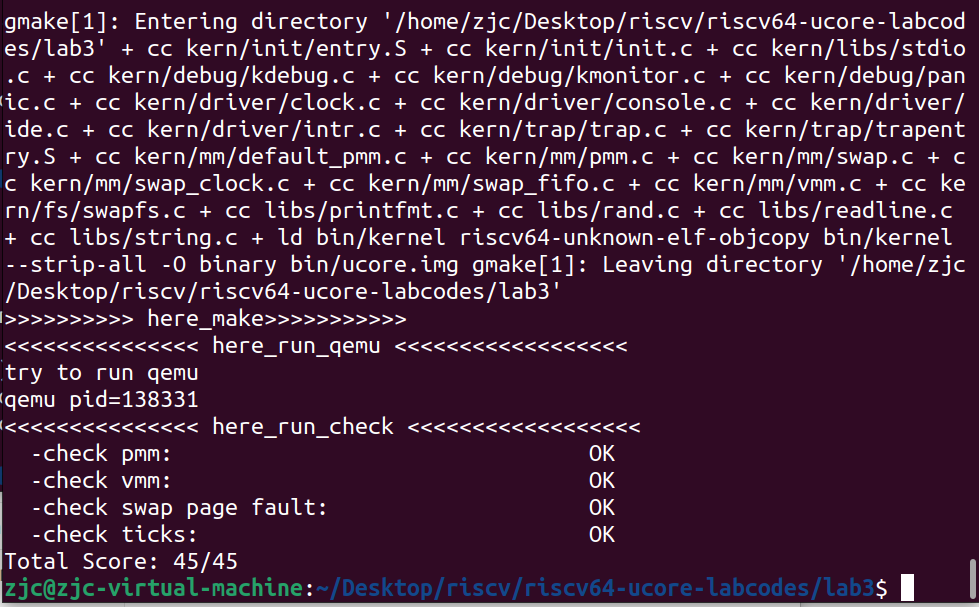 gmake[1]: Entering directory '/home/zjc/Desktop/riscv/riscv64-ucore-labcod
es/lab3' + cc kern/init/entry.S + cc kern/init/init.c + cc kern/libs/stdio
.c + cc kern/debug/kdebug.c + cc kern/debug/kmonitor.c + cc kern/debug/pan
ic.c + cc kern/driver/clock.c + cc kern/driver/console.c + cc kern/driver/
ide.c + cc kern/driver/intr.c + cc kern/trap/trap.c + cc kern/trap/trapent
ry.S + cc kern/mm/default_pmm.c + cc kern/mm/pmm.c + cc kern/mm/swap.c + c
c kern/mm/swap_clock.c + cc kern/mm/swap_fifo.c + cc kern/mm/vmm.c + cc ke
rn/fs/swapfs.c + cc libs/printfmt.c + cc libs/rand.c + cc libs/readline.c
+ cc libs/string.c + ld bin/kernel riscv64-unknown-elf-objcopy bin/kernel
--strip-all -O binary bin/ucore.img gmake[1]: Leaving directory '/home/zjc
/Desktop/riscv/riscv64-ucore-labcodes/lab3'
>>>>>>>>>> here_make>>>>>>>>>>>
<<<<<<<<<<<<<<< here_run_qemu <<<<<<<<<<<<<<<<<<
try to run qemu
qemu pid=138331
<<<<<<<<<<<<<<< here_run_check <<<<<<<<<<<<<<<<<<
  -check pmm:                                OK
  -check vmm:                                OK
  -check swap page fault:                    OK
  -check ticks:                              OK
Total Score: 45/45
zjc@zjc-virtual-machine:~/Desktop/riscv/riscv64-ucore-labcodes/lab3$